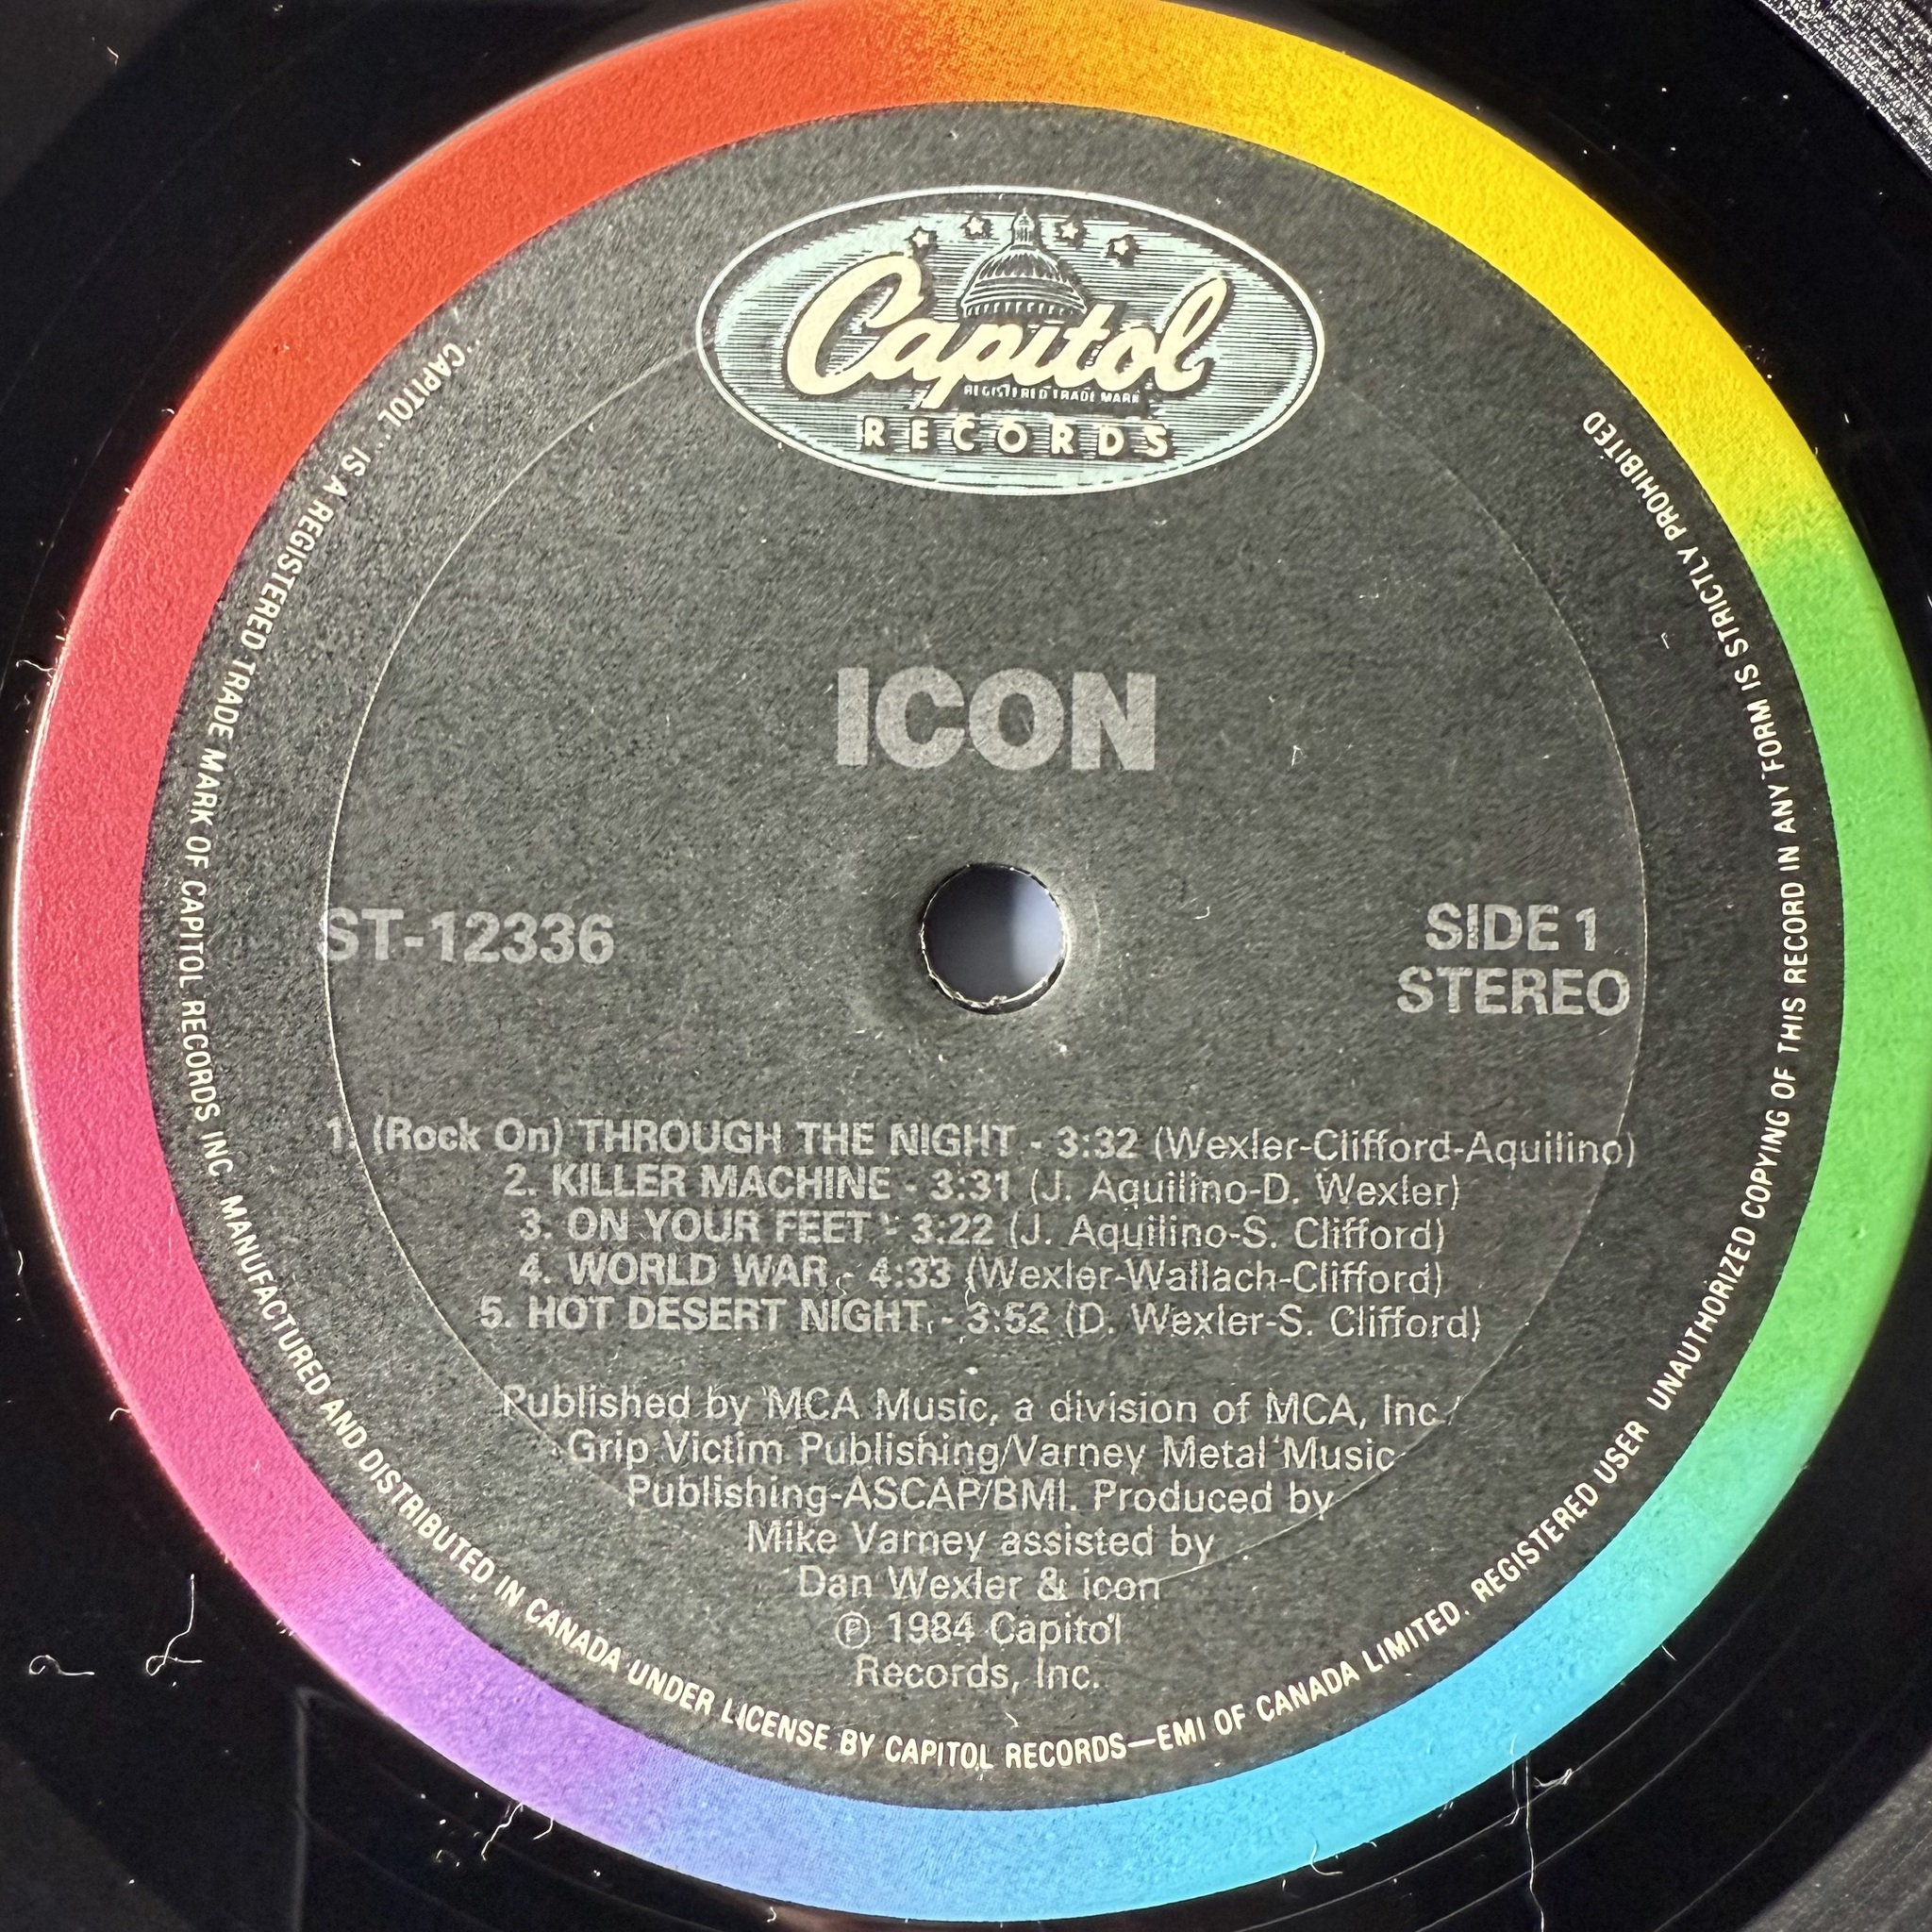 Capitol
REGISTERED TRADE MARK
RECORDS
ICON
ST-12336
SIDE 1
STEREO
1. (Rock On) THROUGH THE NIGHT - 3:32 (Wexler-Clifford-Aquilino)
2. KILLER MACHINE - 3:31 (J. Aquilino-D. Wexler)
3. ON YOUR FEET - 3:22 (J. Aquilino-S. Clifford)
4. WORLD WAR - 4:33 (Wexler-Wallach-Clifford)
5. HOT DESERT NIGHT - 3:52 (D. Wexler-S. Clifford)
Published by MCA Music, a division of MCA, Inc/
Grip Victim Publishing/Varney Metal Music
Publishing-ASCAP/BMI. Produced by
Mike Varney assisted by
Dan Wexler & icon
℗ 1984 Capitol
Records, Inc.
"CAPITOL" IS A REGISTERED TRADE MARK OF CAPITOL RECORDS INC MANUFACTURED AND DISTRIBUTED IN CANADA UNDER LICENSE BY CAPITOL RECORDS—EMI OF CANADA LIMITED. REGISTERED USER UNAUTHORIZED COPYING OF THIS RECORD IN ANY FORM IS STRICTLY PROHIBITED